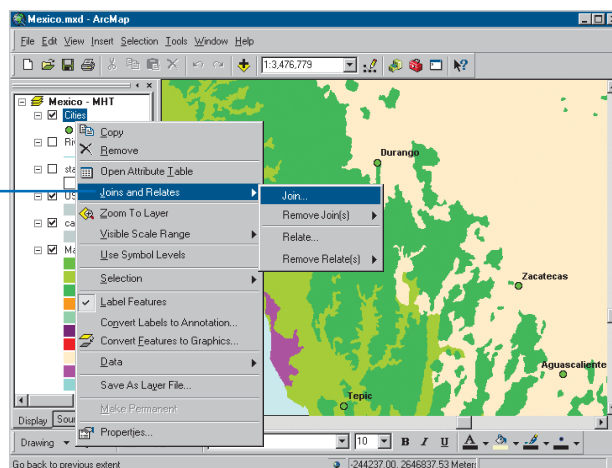 Mexico.mxd - ArcMap
File Edit View Insert Selection Tools Window Help
1:3,476,779
Mexico - MHT
Cities
Copy
Remove
Open Attribute Table
Joins and Relates
Zoom To Layer
Visible Scale Range
Use Symbol Levels
Selection
Label Features
Convert Labels to Annotation...
Convert Features to Graphics...
Data
Save As Layer File...
Make Permanent
Properties...
Join...
Remove Join(s)
Relate...
Remove Relate(s)
Durango
Zacatecas
Aguascaliente
Tepic
Display
Drawing
10 B I U A
Go back to previous extent
-244237.00, 2646837.53 Meters